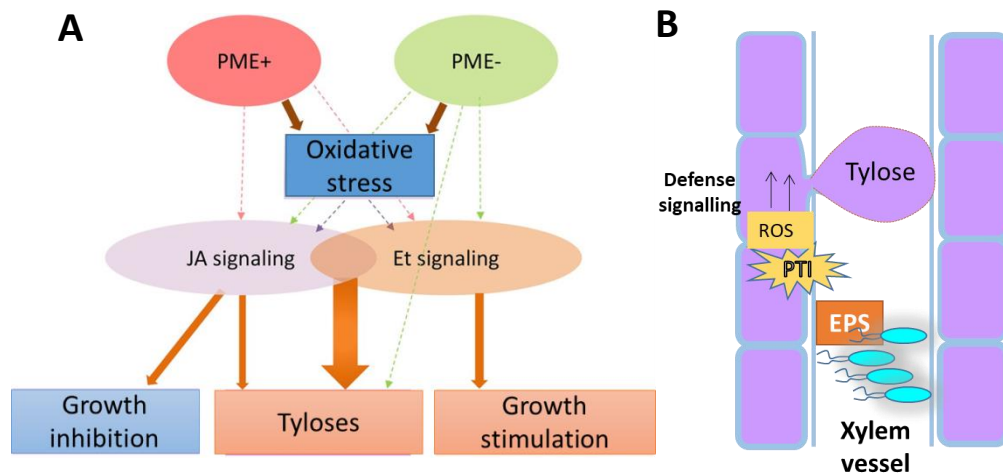 A
PME+
PME-
Oxidative
stress
JA signaling
Et signaling
Growth
inhibition
Tyloses
Growth
stimulation
B
Tylose
Defense
signalling
ROS
PTI
EPS
Xylem
vessel